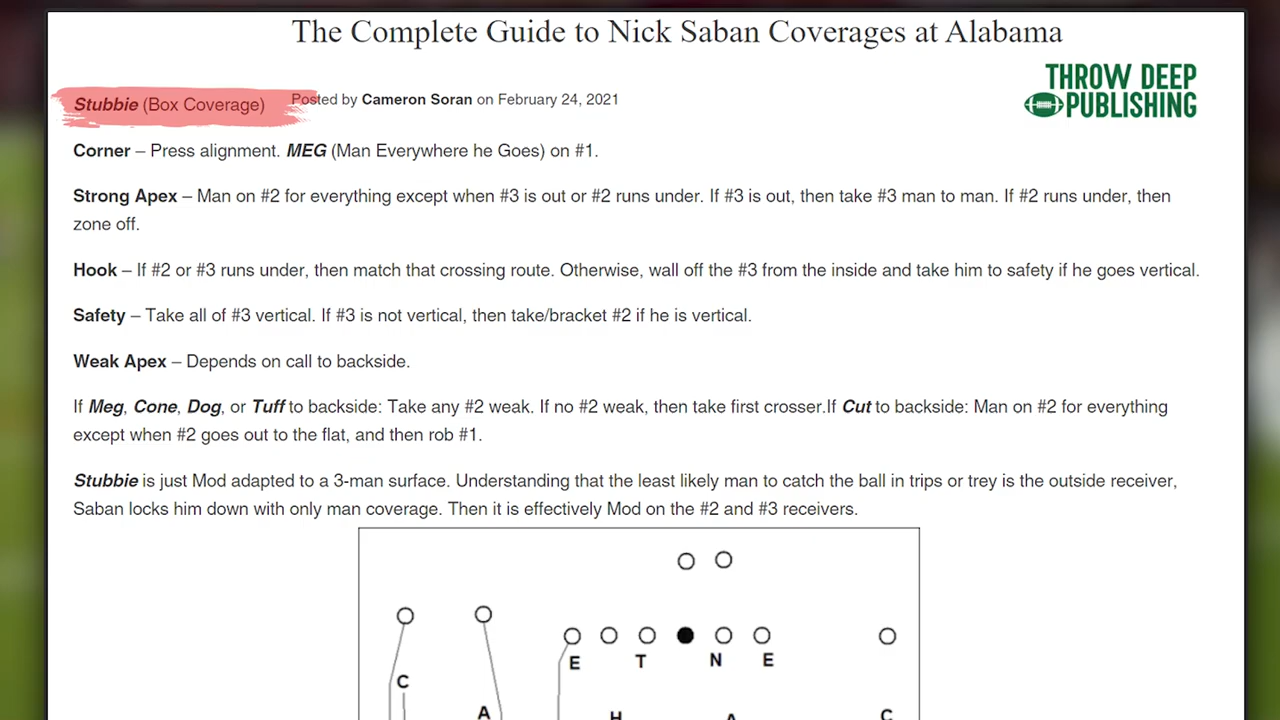 The Complete Guide to Nick Saban Coverages at Alabama
THROW DEEP
PUBLISHING
Stubbie (Box Coverage)
Posted by Cameron Soran on February 24, 2021
Corner – Press alignment. MEG (Man Everywhere he Goes) on #1.
Strong Apex – Man on #2 for everything except when #3 is out or #2 runs under. If #3 is out, then take #3 man to man. If #2 runs under, then
zone off.
Hook – If #2 or #3 runs under, then match that crossing route. Otherwise, wall off the #3 from the inside and take him to safety if he goes vertical.
Safety – Take all of #3 vertical. If #3 is not vertical, then take/bracket #2 if he is vertical.
Weak Apex – Depends on call to backside.
If Meg, Cone, Dog, or Tuff to backside: Take any #2 weak. If no #2 weak, then take first crosser.If Cut to backside: Man on #2 for everything
except when #2 goes out to the flat, and then rob #1.
Stubbie is just Mod adapted to a 3-man surface. Understanding that the least likely man to catch the ball in trips or trey is the outside receiver,
Saban locks him down with only man coverage. Then it is effectively Mod on the #2 and #3 receivers.
E T N E
C
A H A C